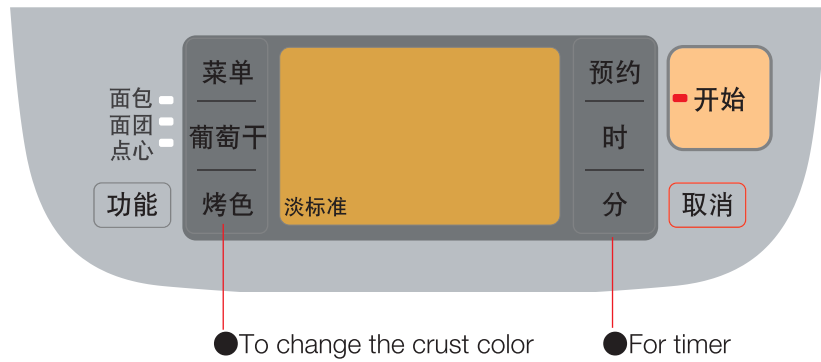 菜单
葡萄干
烤色
面包
面团
点心
功能
淡标准
预约
时
分
开始
取消
●To change the crust color
●For timer